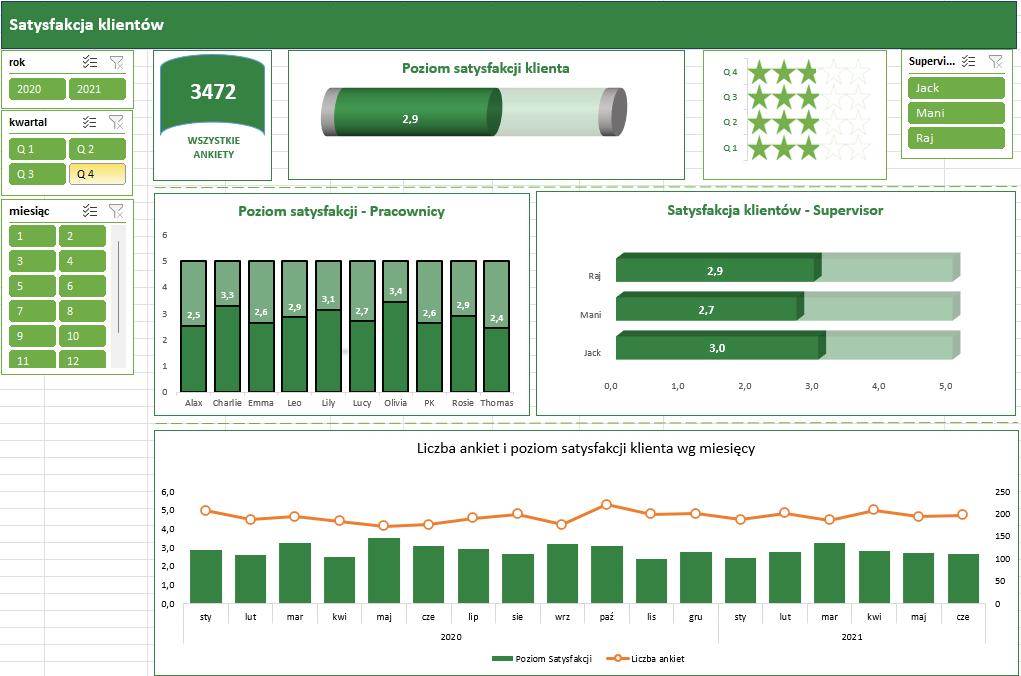 Satysfakcja klientów
rok
2020 2021
kwartał
Q 1 Q 2
Q 3 Q 4
miesiąc
1 2
3 4
5 6
7 8
9 10
11 12
3472
WSZYSTKIE
ANKIETY
Poziom satysfakcji klienta
2,9
Q 4
Q 3
Q 2
Q 1
Supervi...
Jack
Mani
Raj
Poziom satysfakcji - Pracownicy
6
5
4
3
2
1
0
2,5 3,3 2,6 2,9 3,1 2,7 3,4 2,6 2,9 2,4
Alax Charlie Emma Leo Lily Lucy Olivia PK Rosie Thomas
Satysfakcja klientów - Supervisor
Raj 2,9
Mani 2,7
Jack 3,0
0,0 1,0 2,0 3,0 4,0 5,0
Liczba ankiet i poziom satysfakcji klienta wg miesięcy
6,0
5,0
4,0
3,0
2,0
1,0
0,0
250
200
150
100
50
0
sty lut mar kwi maj cze lip sie wrz paź lis gru sty lut mar kwi maj cze
2020 2021
Poziom Satysfakcji Liczba ankiet